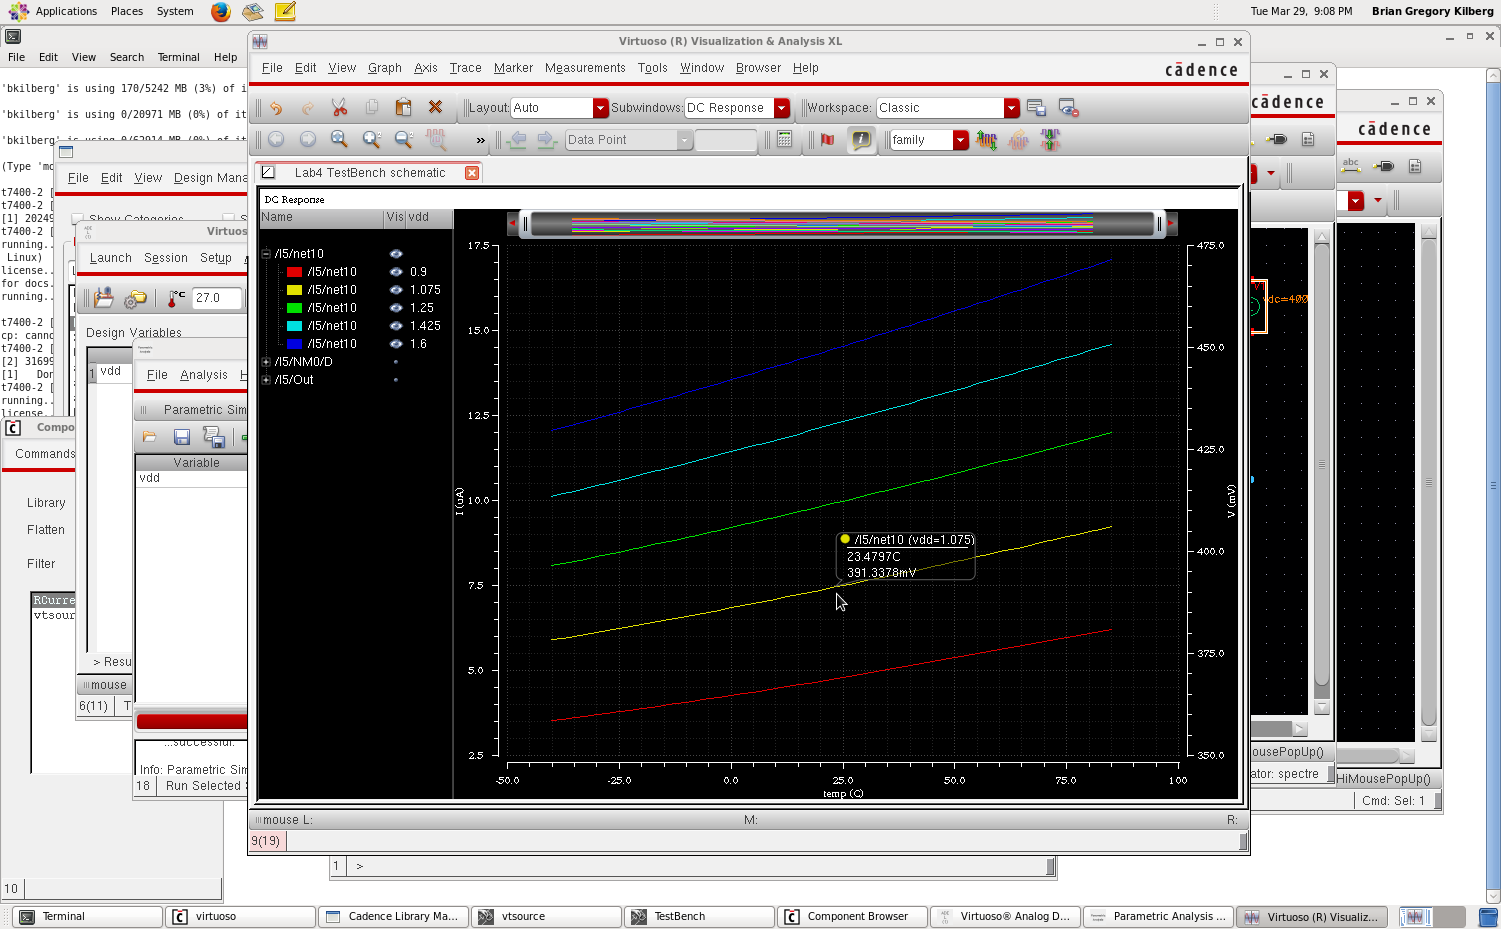 Applications Places System Tue Mar 29, 9:08 PM Brian Gregory Kilberg
File Edit View Search Terminal Help
'bkilberg' is using 170/5242 MB (3%) of it
'bkilberg' is using 0/20971 MB (0%) of it
(Type 'mo
t7400-2 [
t7400-2 [
[1] 20249
t7400-2 [
running..
Linux)
license..
for docs.
running..
t7400-2 [
cp: canno
t7400-2 [
[2] 31699
[1] Don
t7400-2 [
running..
license..
File Edit View Design Mana
Show Categories
Virtuos
Launch Session Setup
°C 27.0
Design Variables
1 vdd
> Resu
mouse
6(11) T
File Analysis H
Parametric Sim
Variable
vdd
...successful.
Info: Parametric Sim
18 Run Selected
Compo
Commands
Library
Flatten
Filter
RCurre
vtsour
10
Virtuoso (R) Visualization & Analysis XL
File Edit View Graph Axis Trace Marker Measurements Tools Window Browser Help
cādence
Layout: Auto Subwindows: DC Response Workspace: Classic
» Data Point family
Lab4 TestBench schematic
DC Response
Name Vis vdd
/I5/net10
/I5/net10 0.9
/I5/net10 1.075
/I5/net10 1.25
/I5/net10 1.425
/I5/net10 1.6
/I5/NM0/D
/I5/Out
17.5
15.0
12.5
10.0
7.5
5.0
2.5
I (uA)
475.0
450.0
425.0
400.0
375.0
350.0
V (mV)
/I5/net10 (vdd=1.075)
23.4797C
391.3378mV
-50.0 -25.0 0.0 25.0 50.0 75.0 100
temp (C)
mouse L: M: R:
9(19)
1 >
cādence
vdc=400
ousePopUp()
ator: spectre
cādence
abc
HiMousePopUp()
Cmd: Sel: 1
Terminal virtuoso Cadence Library Ma... vtsource TestBench Component Browser Virtuoso® Analog D... Parametric Analysis ... Virtuoso (R) Visualiz...